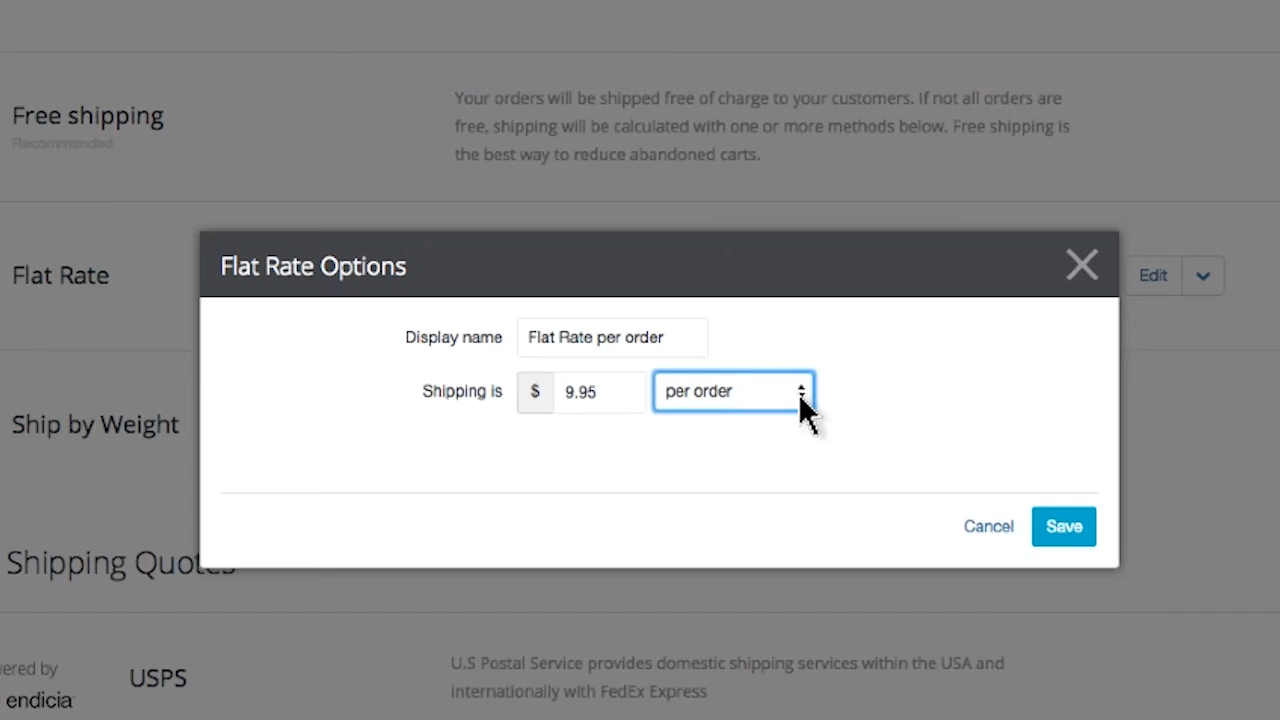 Free shipping
Recommended
Your orders will be shipped free of charge to your customers. If not all orders are
free, shipping will be calculated with one or more methods below. Free shipping is
the best way to reduce abandoned carts.
Flat Rate
Flat Rate Options
Edit
Display name
Flat Rate per order
Shipping is
$
9.95
per order
Ship by Weight
Cancel
Save
Shipping Quotes
ered by
endicia
USPS
U.S Postal Service provides domestic shipping services within the USA and
internationally with FedEx Express